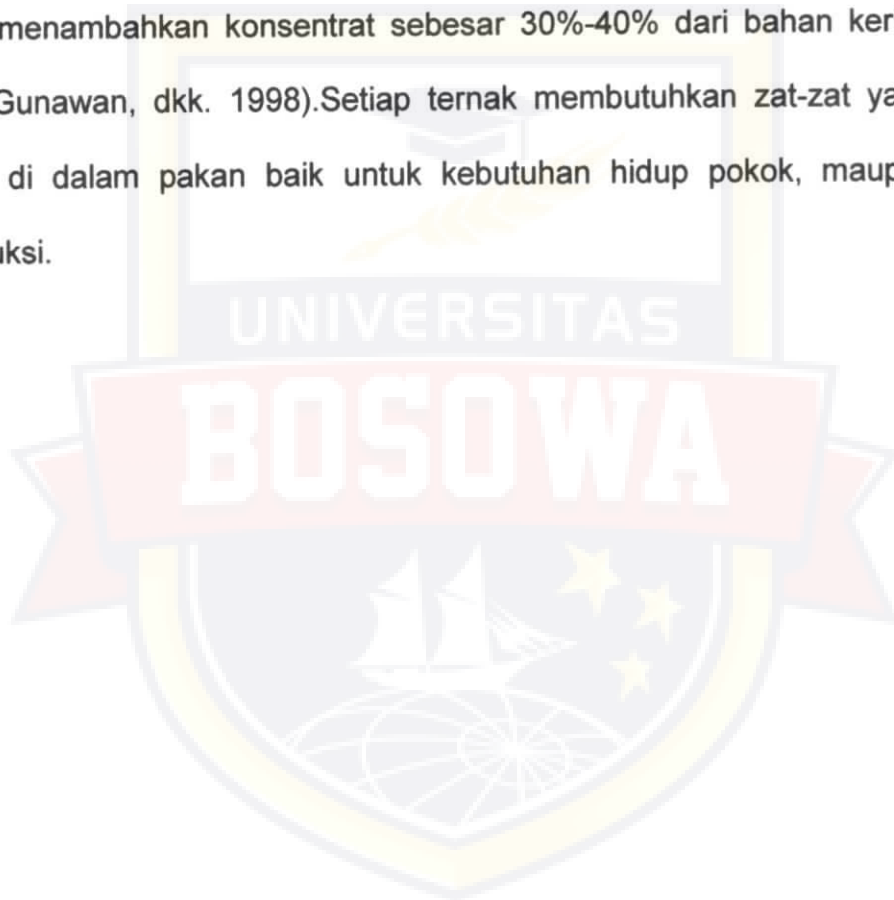 menambahkan konsentrat sebesar 30%-40% dari bahan ker
Gunawan, dkk. 1998).Setiap ternak membutuhkan zat-zat ya
di dalam pakan baik untuk kebutuhan hidup pokok, maup
uksi.
UNIVERSITAS
BOSOWA